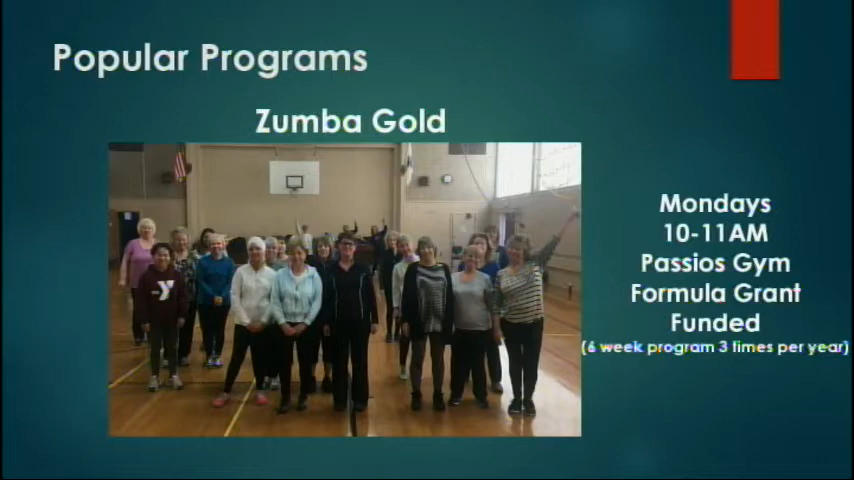 Popular Programs
Zumba Gold
Mondays
10-11AM
Passios Gym
Formula Grant
Funded
(6 week program 3 times per year)